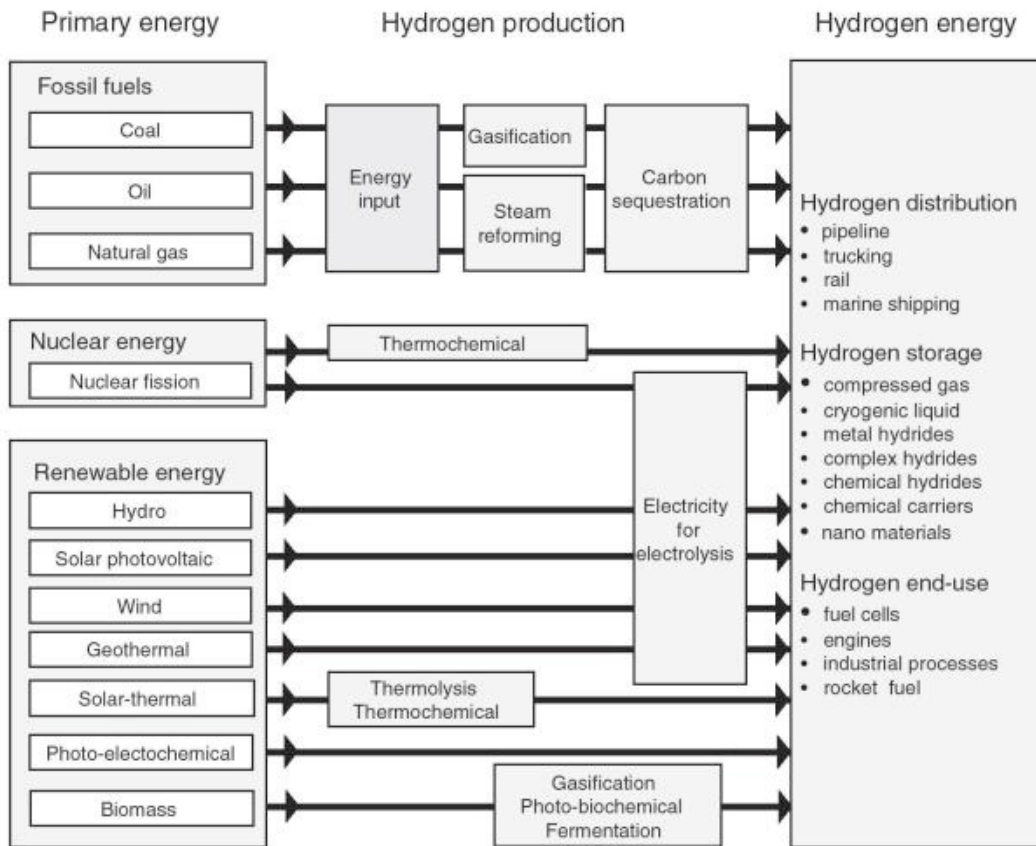 Primary energy
Hydrogen production
Hydrogen energy
Fossil fuels
Coal
Oil
Natural gas
Energy
input
Gasification
Steam
reforming
Carbon
sequestration
Nuclear energy
Nuclear fission
Thermochemical
Renewable energy
Hydro
Solar photovoltaic
Wind
Geothermal
Solar-thermal
Photo-electochemical
Biomass
Electricity
for
electrolysis
Thermolysis
Thermochemical
Gasification
Photo-biochemical
Fermentation
Hydrogen distribution
• pipeline
• trucking
• rail
• marine shipping
Hydrogen storage
• compressed gas
• cryogenic liquid
• metal hydrides
• complex hydrides
• chemical hydrides
• chemical carriers
• nano materials
Hydrogen end-use
• fuel cells
• engines
• industrial processes
• rocket fuel